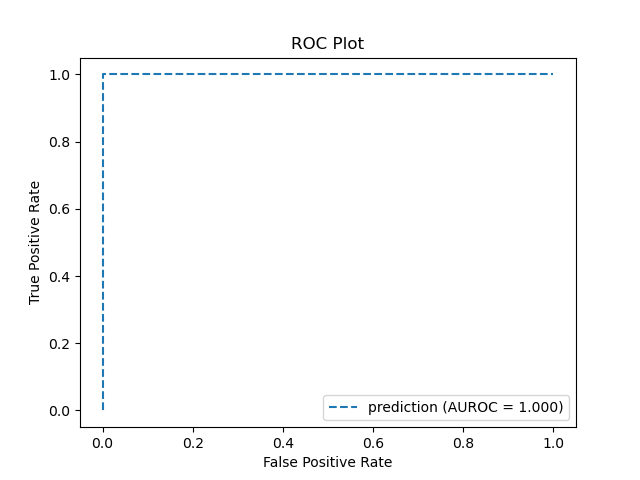 ROC Plot
True Positive Rate
1.0
0.8
0.6
0.4
0.2
0.0
prediction (AUROC = 1.000)
0.0 0.2 0.4 0.6 0.8 1.0
False Positive Rate